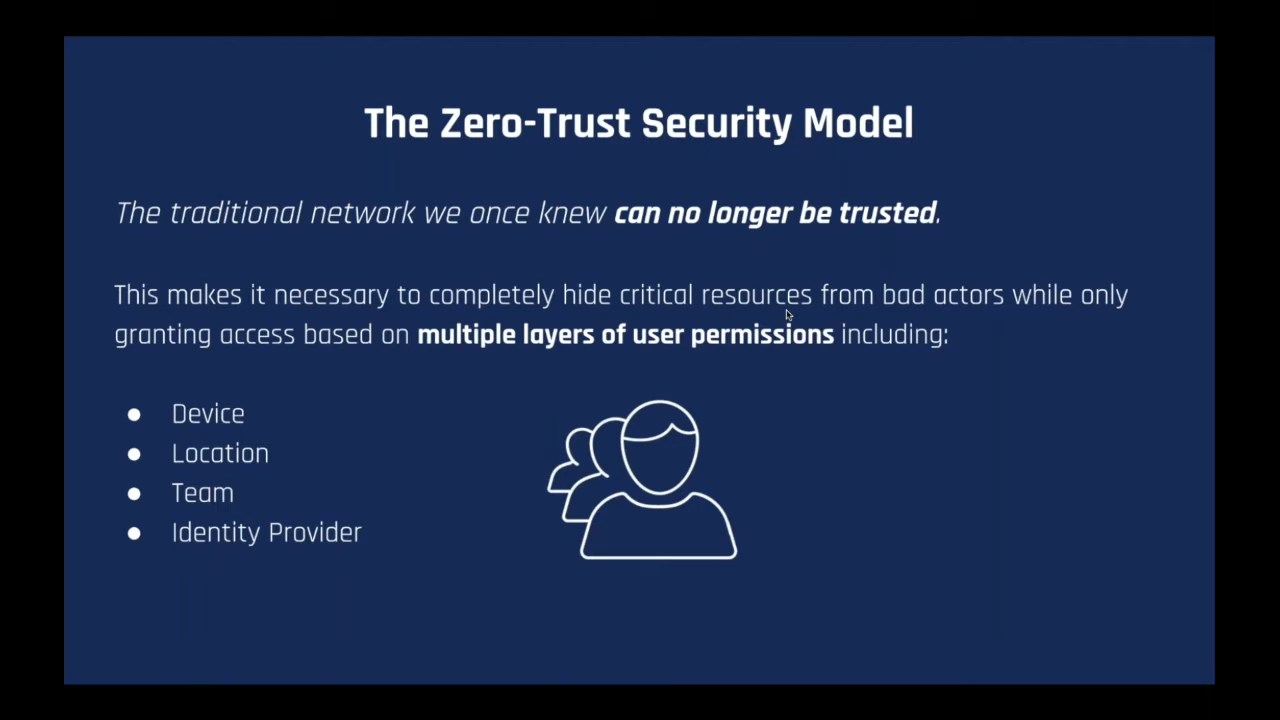 The Zero-Trust Security Model
The traditional network we once knew can no longer be trusted.
This makes it necessary to completely hide critical resources from bad actors while only
granting access based on multiple layers of user permissions including:
● Device
● Location
● Team
● Identity Provider